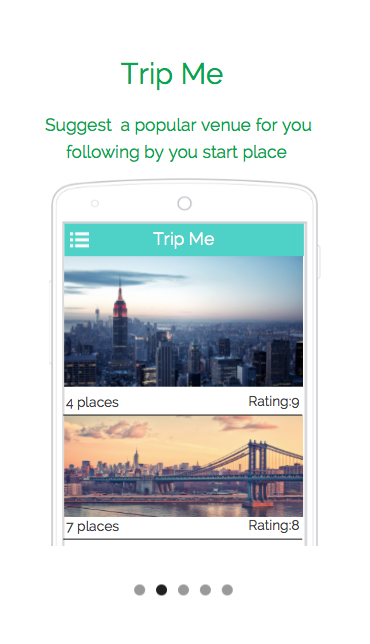 Trip Me
Suggest a popular venue for you
following by you start place
Trip Me
4 places
Rating:9
7 places
Rating:8